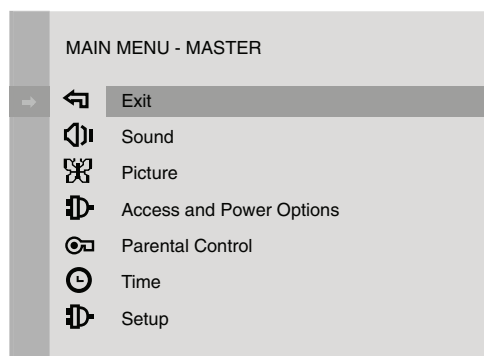 MAIN MENU - MASTER
Exit
Sound
Picture
Access and Power Options
Parental Control
Time
Setup